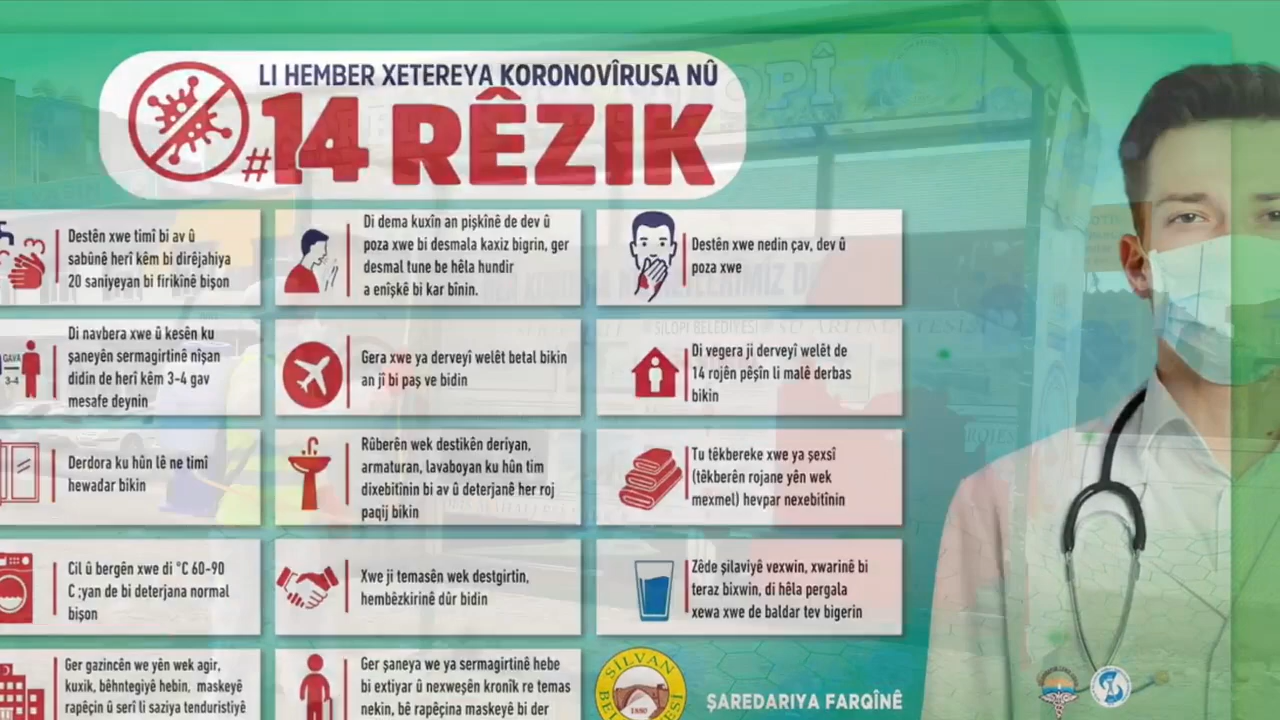 LI HEMBER XETEREYA KORONOVÎRUSA NÛ
#14 RÊZIK
Destên xwe timî bi av û
sabûnê herî kêm bi dirêjahiya
20 saniyeyan bi firikînê bişon
Di dema kuxîn an pişkînê de dev û
poza xwe bi desmala kaxiz bigrin, ger
desmal tune be hêla hundir
a enîşkê bi kar bînin.
Destên xwe nedin çav, dev û
poza xwe
GAVA
3-4
Di navbera xwe û kesên ku
şaneyên sermagirtinê nîşan
didin de herî kêm 3-4 gav
mesafe deynin
Gera xwe ya derveyî welêt betal bikin
an jî bi paş ve bidin
SILOPI BELEDIYESI
Di vegera ji derveyî welêt de
14 rojên pêşîn li malê derbas
bikin
Derdora ku hûn lê ne timî
hewadar bikin
Rûberên wek destikên deriyan,
armaturan, lavaboyan ku hûn tim
dixebitînin bi av û deterjanê her roj
paqij bikin
Tu têkbereke xwe ya şexsî
(têkberên rojane yên wek
mexmel) hevpar nexebitînin
Cil û bergên xwe di °C 60-90
C :yan de bi deterjana normal
bişon
Xwe ji temasên wek destgirtin,
hembêzkirinê dûr bidin
Zêde şilaviyê vexwin, xwarinê bi
teraz bixwin, di hêla pergala
xewa xwe de baldar tev bigerin
Ger gazincên we yên wek agir,
kuxik, bêhntegiyê hebin, maskeyê
rapêçin û serî li saziya tenduristiyê
Ger şaneya we ya sermagirtinê hebe
bi extiyar û nexweşên kronîk re temas
nekin, bê rapêçina maskeyê bi der
SILVAN
ŞAREDARIYA FARQÎNÊ